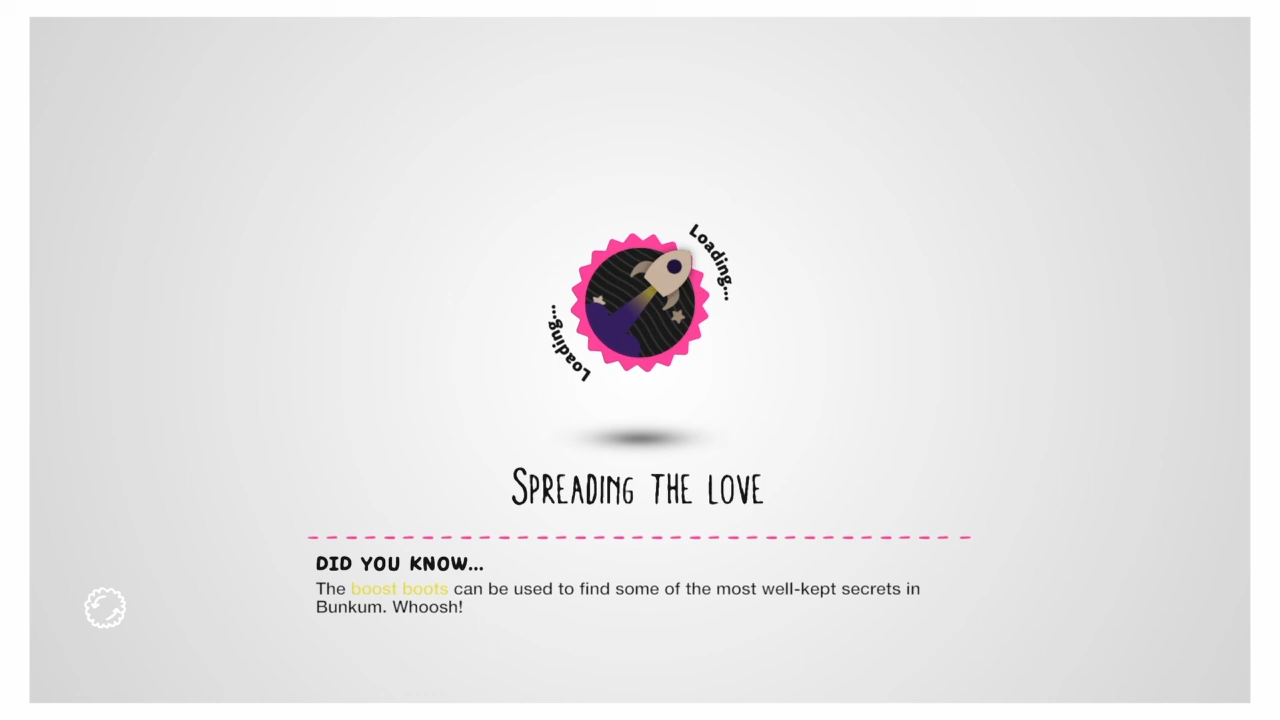 Loading...
Loading...
Spreading the love
DID YOU KNOW...
The boost boots can be used to find some of the most well-kept secrets in
Bunkum. Whoosh!